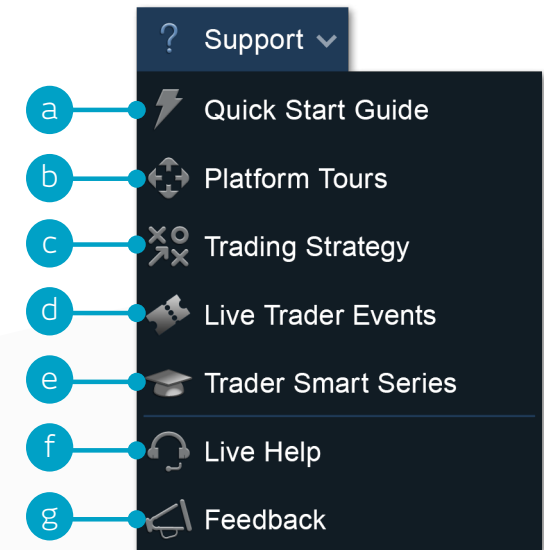 ? Support
a Quick Start Guide
b Platform Tours
c Trading Strategy
d Live Trader Events
e Trader Smart Series
f Live Help
g Feedback